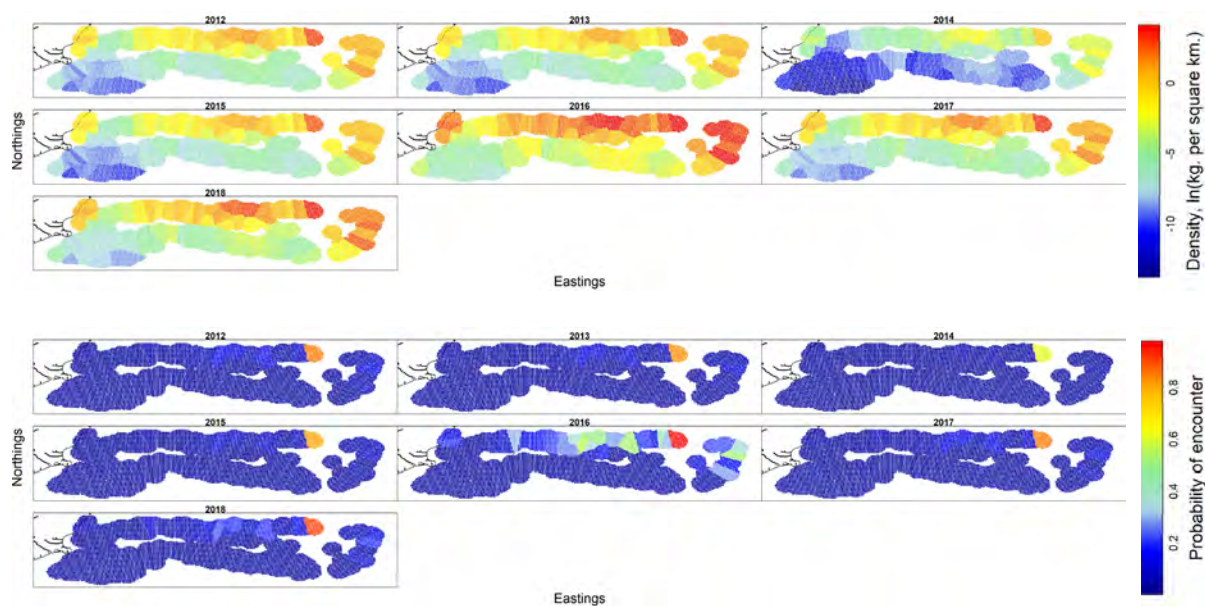 2012 2013 2014
2015 2016 2017
2018
Northings
Eastings
0
-5
-10
Density, ln(kg. per square km.)
2012 2013 2014
2015 2016 2017
2018
Northings
Eastings
0.8
0.6
0.4
0.2
Probability of encounter